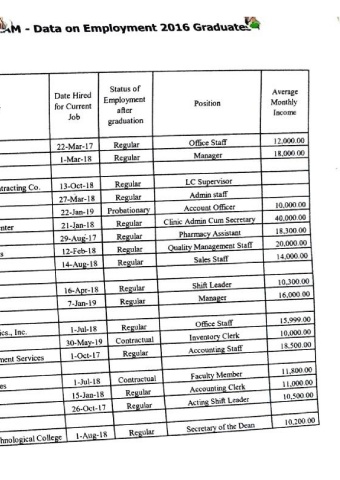 AM - Data on Employment 2016 Graduates
Date Hired for Current Job | Status of Employment after graduation | Position | Average Monthly Income
22-Mar-17 Regular Office Staff 12,000.00
1-Mar-18 Regular Manager 18,000.00
tracting Co. 13-Oct-18 Regular LC Supervisor
27-Mar-18 Regular Admin staff
22-Jan-19 Probationary Account Officer 10,000.00
nter 21-Jan-18 Regular Clinic Admin Cum Secretary 40,000.00
29-Aug-17 Regular Pharmacy Assistant 18,300.00
s 12-Feb-18 Regular Quality Management Staff 20,000.00
14-Aug-18 Regular Sales Staff 14,000.00
16-Apr-18 Regular Shift Leader 10,300.00
7-Jan-19 Regular Manager 16,000.00
ics., Inc. 1-Jul-18 Regular Office Staff 15,999.00
30-May-19 Contractual Inventory Clerk 10,000.00
ment Services 1-Oct-17 Regular Accounting Staff 18,500.00
es 1-Jul-18 Contractual Faculty Member 11,800.00
15-Jan-18 Regular Accounting Clerk 11,000.00
26-Oct-17 Regular Acting Shift Leader 10,500.00
hnological College 1-Aug-18 Regular Secretary of the Dean 10,200.00